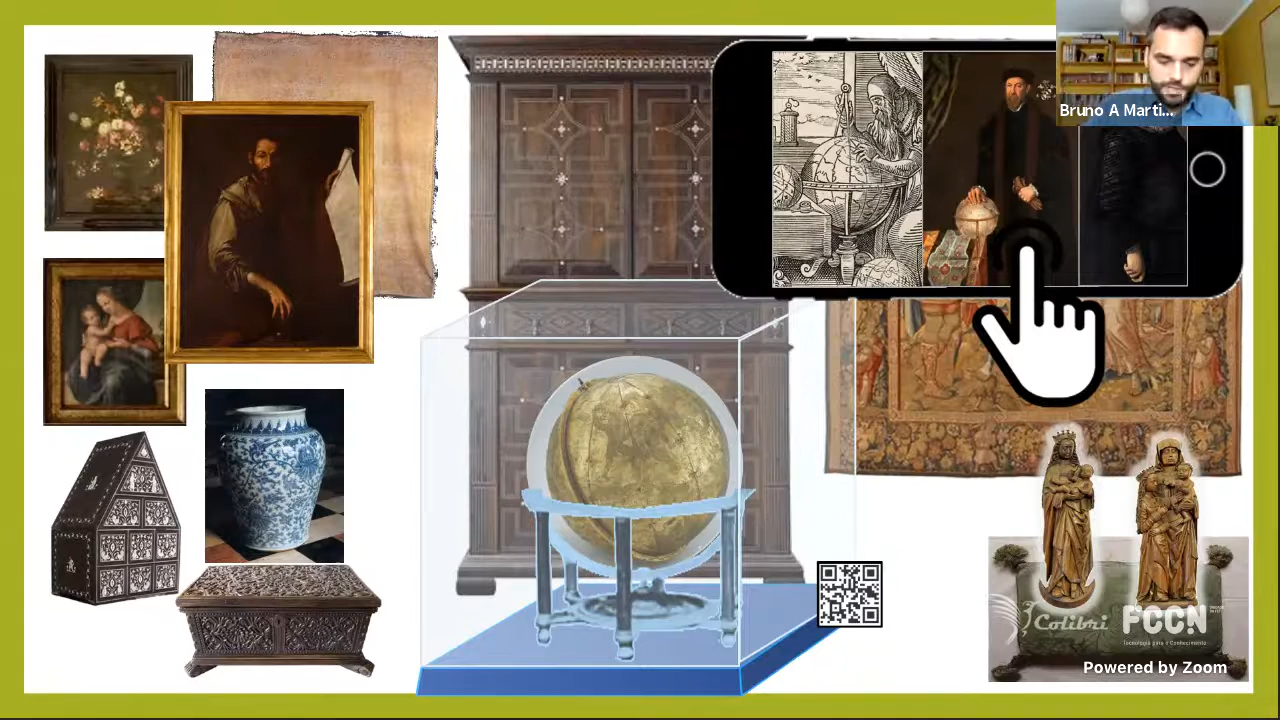 Bruno A Marti...
Colibri
FCCN
Tecnologia para o Conhecimento
Powered by Zoom